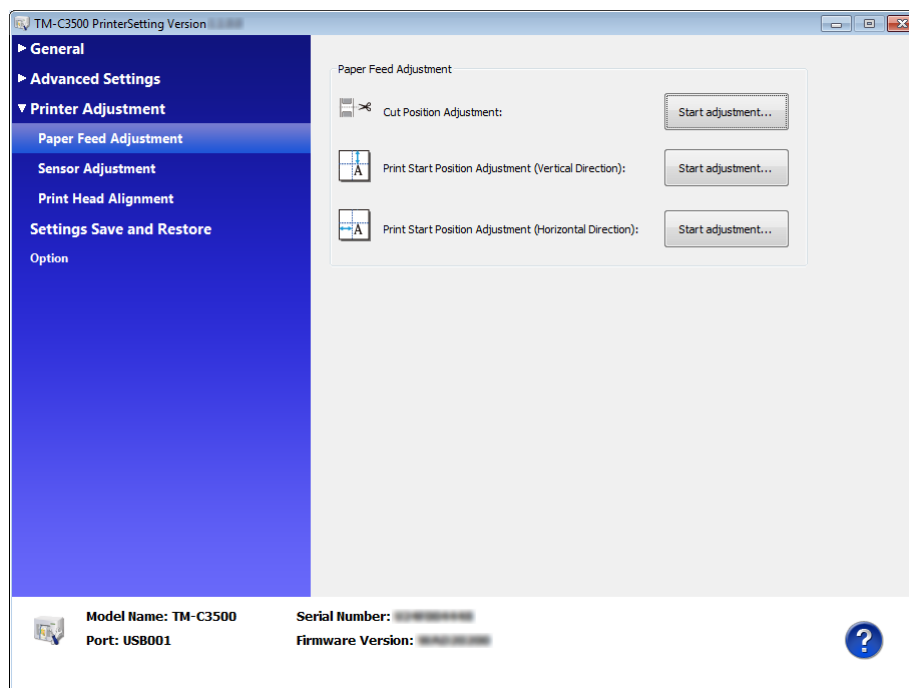 TM-C3500 PrinterSetting Version
General
Advanced Settings
Printer Adjustment
Paper Feed Adjustment
Sensor Adjustment
Print Head Alignment
Settings Save and Restore
Option
Paper Feed Adjustment
Cut Position Adjustment: Start adjustment...
A Print Start Position Adjustment (Vertical Direction): Start adjustment...
A Print Start Position Adjustment (Horizontal Direction): Start adjustment...
Model Name: TM-C3500 Serial Number:
Port: USB001 Firmware Version:
?